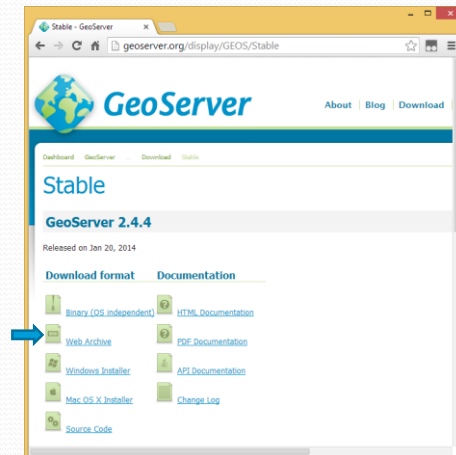 Stable - GeoServer
geoserver.org/display/GEOS/Stable
GeoServer
About | Blog | Download
Dashboard GeoServer ... Download Stable
Stable
GeoServer 2.4.4
Released on Jan 20, 2014
Download format Documentation
Binary (OS independent) HTML Documentation
Web Archive PDF Documentation
Windows Installer API Documentation
Mac OS X Installer Change Log
Source Code